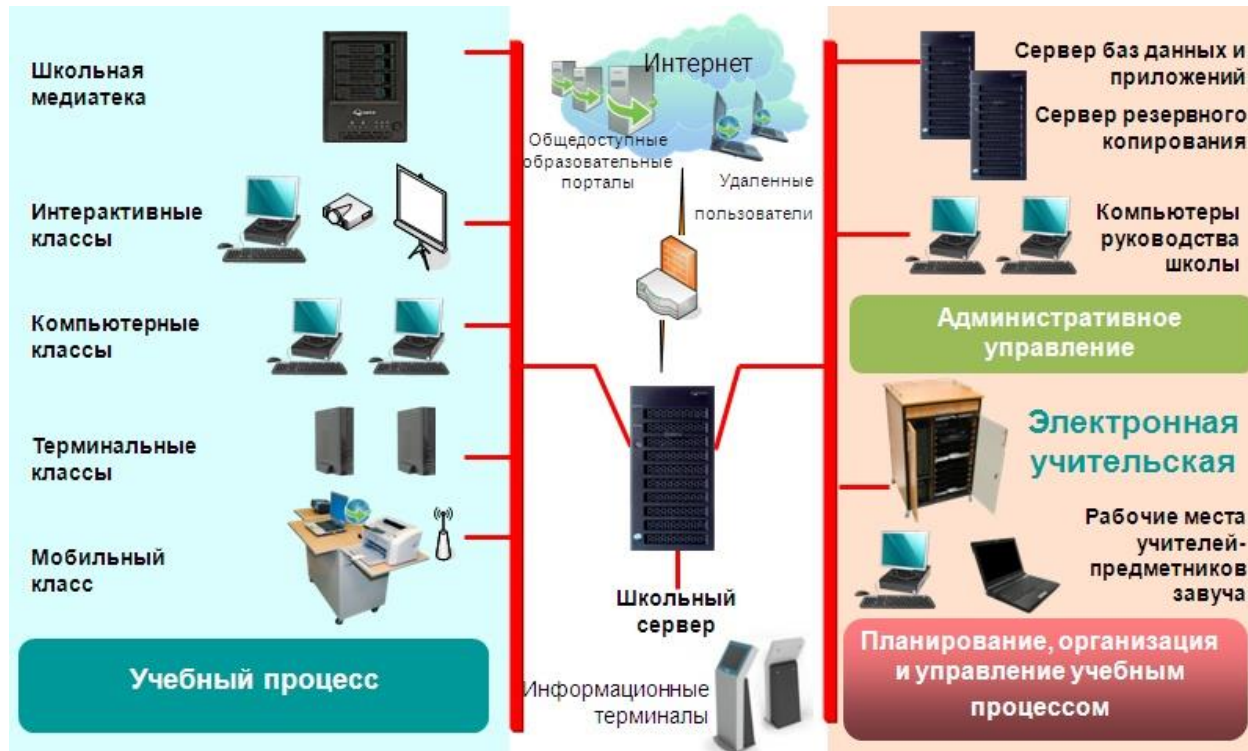 Школьная
медиатека
Интерактивные
классы
Компьютерные
классы
Терминальные
классы
Мобильный
класс
Учебный процесс
Интернет
Общедоступные
образовательные
порталы
Удаленные
пользователи
Школьный
сервер
Информационные
терминалы
Сервер баз данных и
приложений
Сервер резервного
копирования
Компьютеры
руководства
школы
Административное
управление
Электронная
учительская
Рабочие места
учителей-
предметников
завуча
Планирование, организация
и управление учебным
процессом